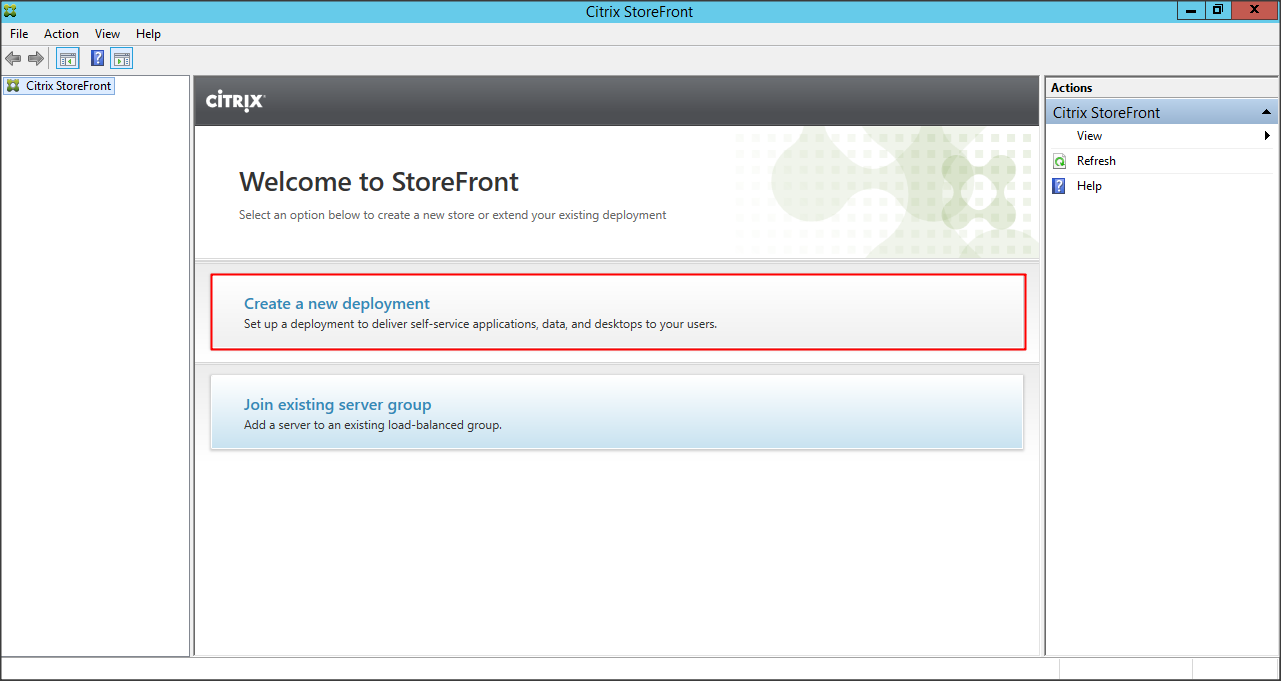 Citrix StoreFront
File Action View Help
Citrix StoreFront
CİTRİX
Welcome to StoreFront
Select an option below to create a new store or extend your existing deployment
Create a new deployment
Set up a deployment to deliver self-service applications, data, and desktops to your users.
Join existing server group
Add a server to an existing load-balanced group.
Actions
Citrix StoreFront
View
Refresh
Help